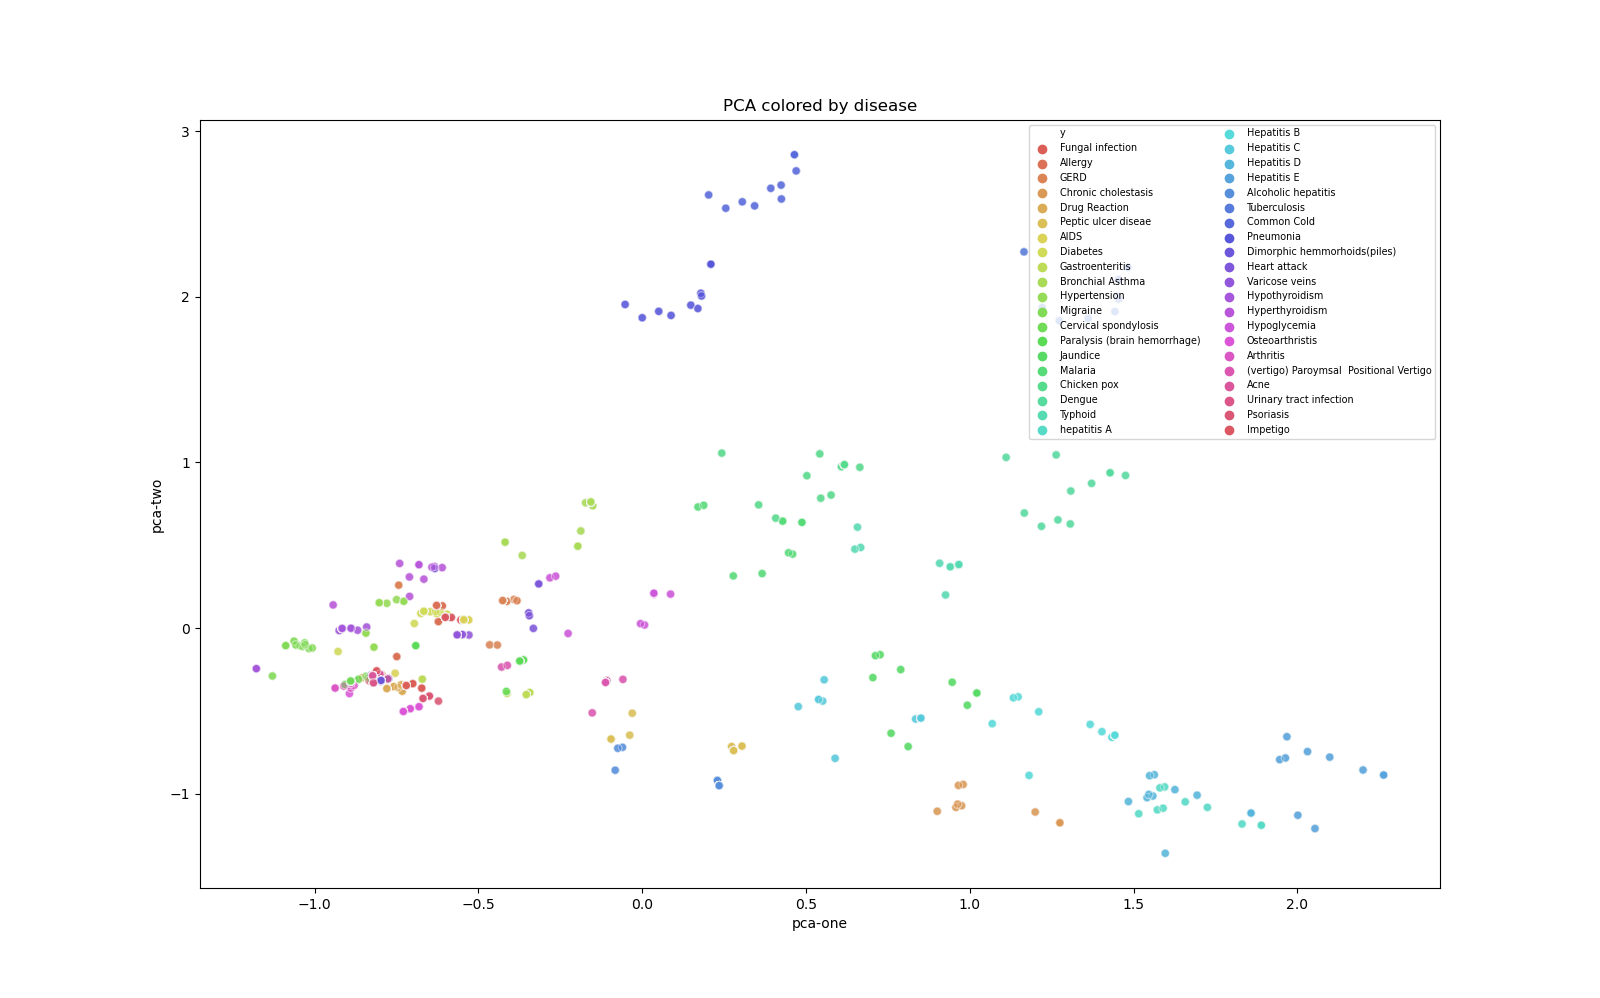 PCA colored by disease
3
2
1
0
−1
pca-two
y
Fungal infection
Allergy
GERD
Chronic cholestasis
Drug Reaction
Peptic ulcer diseae
AIDS
Diabetes
Gastroenteritis
Bronchial Asthma
Hypertension
Migraine
Cervical spondylosis
Paralysis (brain hemorrhage)
Jaundice
Malaria
Chicken pox
Dengue
Typhoid
hepatitis A
Hepatitis B
Hepatitis C
Hepatitis D
Hepatitis E
Alcoholic hepatitis
Tuberculosis
Common Cold
Pneumonia
Dimorphic hemmorhoids(piles)
Heart attack
Varicose veins
Hypothyroidism
Hyperthyroidism
Hypoglycemia
Osteoarthristis
Arthritis
(vertigo) Paroymsal  Positional Vertigo
Acne
Urinary tract infection
Psoriasis
Impetigo
−1.0 −0.5 0.0 0.5 1.0 1.5 2.0
pca-one